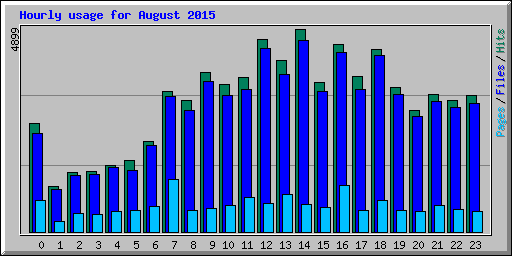 Hourly usage for August 2015
4899
Pages / Files / Hits
0 1 2 3 4 5 6 7 8 9 10 11 12 13 14 15 16 17 18 19 20 21 22 23